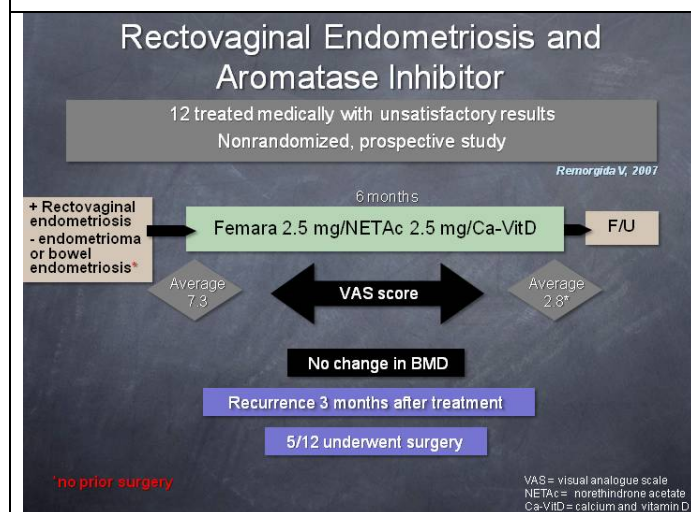 Rectovaginal Endometriosis and
Aromatase Inhibitor
12 treated medically with unsatisfactory results
Nonrandomized, prospective study
Remorgida V, 2007
6 months
+ Rectovaginal
endometriosis
- endometrioma
or bowel
endometriosis*
Femara 2.5 mg/NETAc 2.5 mg/Ca-VitD
F/U
Average
7.3
VAS score
Average
2.8*
No change in BMD
Recurrence 3 months after treatment
5/12 underwent surgery
*no prior surgery
VAS = visual analogue scale
NETAc = norethindrone acetate
Ca-VitD = calcium and vitamin D